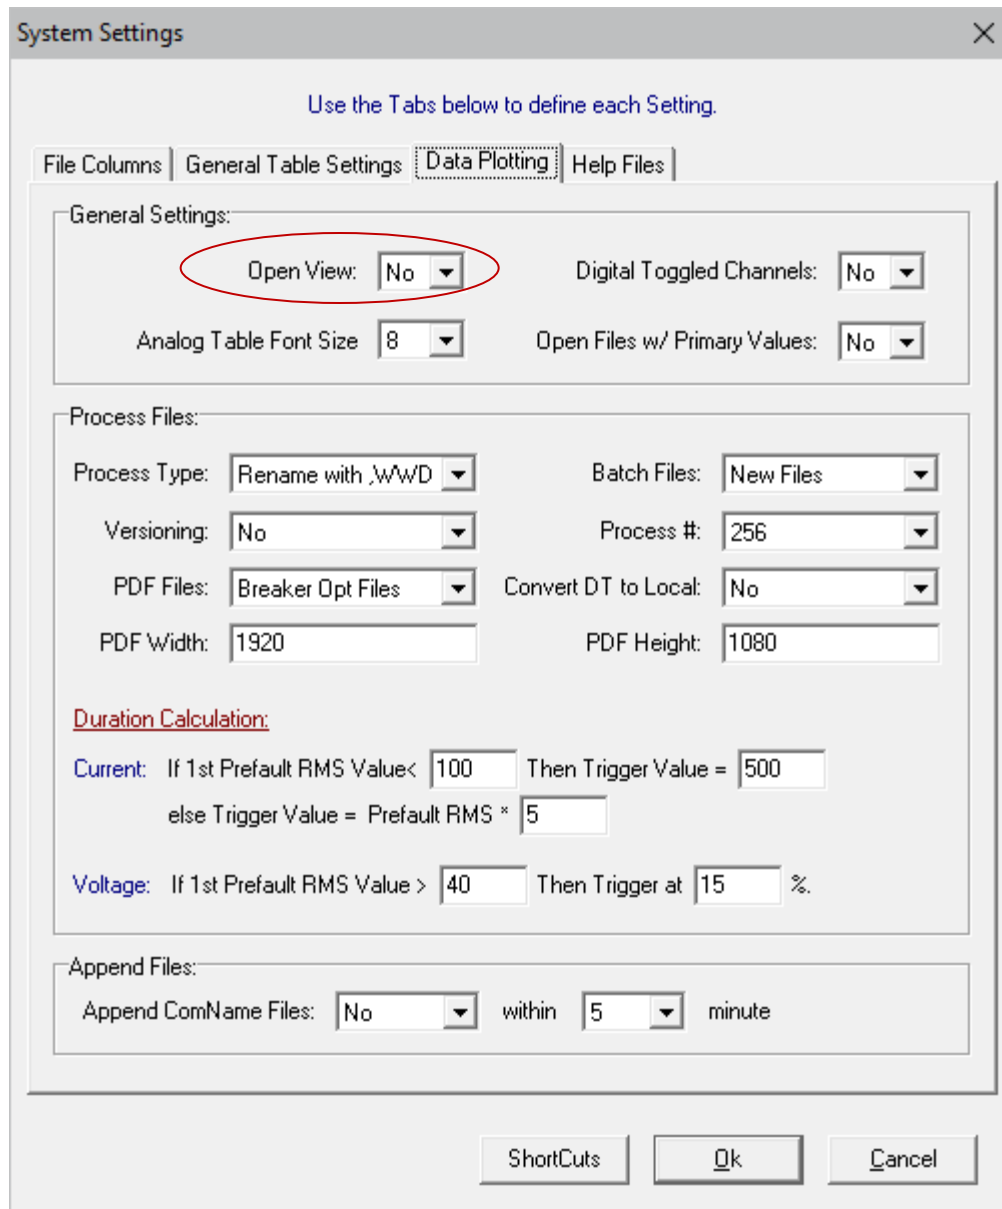 System Settings
Use the Tabs below to define each Setting.
File Columns General Table Settings Data Plotting Help Files
General Settings:
Open View: No Digital Toggled Channels: No
Analog Table Font Size 8 Open Files w/ Primary Values: No
Process Files:
Process Type: Rename with ,WWD Batch Files: New Files
Versioning: No Process #: 256
PDF Files: Breaker Opt Files Convert DT to Local: No
PDF Width: 1920 PDF Height: 1080
Duration Calculation:
Current: If 1st Prefault RMS Value< 100 Then Trigger Value = 500
else Trigger Value = Prefault RMS * 5
Voltage: If 1st Prefault RMS Value > 40 Then Trigger at 15 %.
Append Files:
Append ComName Files: No within 5 minute
ShortCuts Ok Cancel